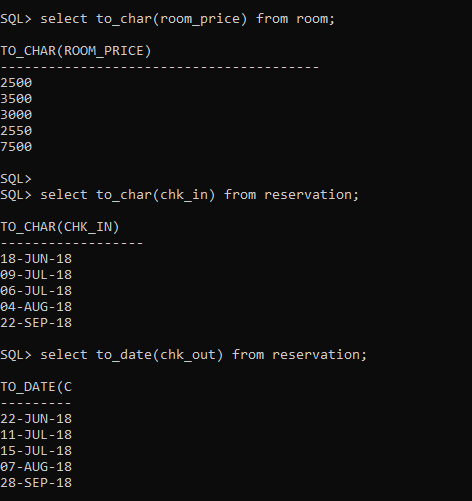 SQL> select to_char(room_price) from room;
TO_CHAR(ROOM_PRICE)
----------------------------------------
2500
3500
3000
2550
7500
SQL>
SQL> select to_char(chk_in) from reservation;
TO_CHAR(CHK_IN)
------------------
18-JUN-18
09-JUL-18
06-JUL-18
04-AUG-18
22-SEP-18
SQL> select to_date(chk_out) from reservation;
TO_DATE(C
---------
22-JUN-18
11-JUL-18
15-JUL-18
07-AUG-18
28-SEP-18